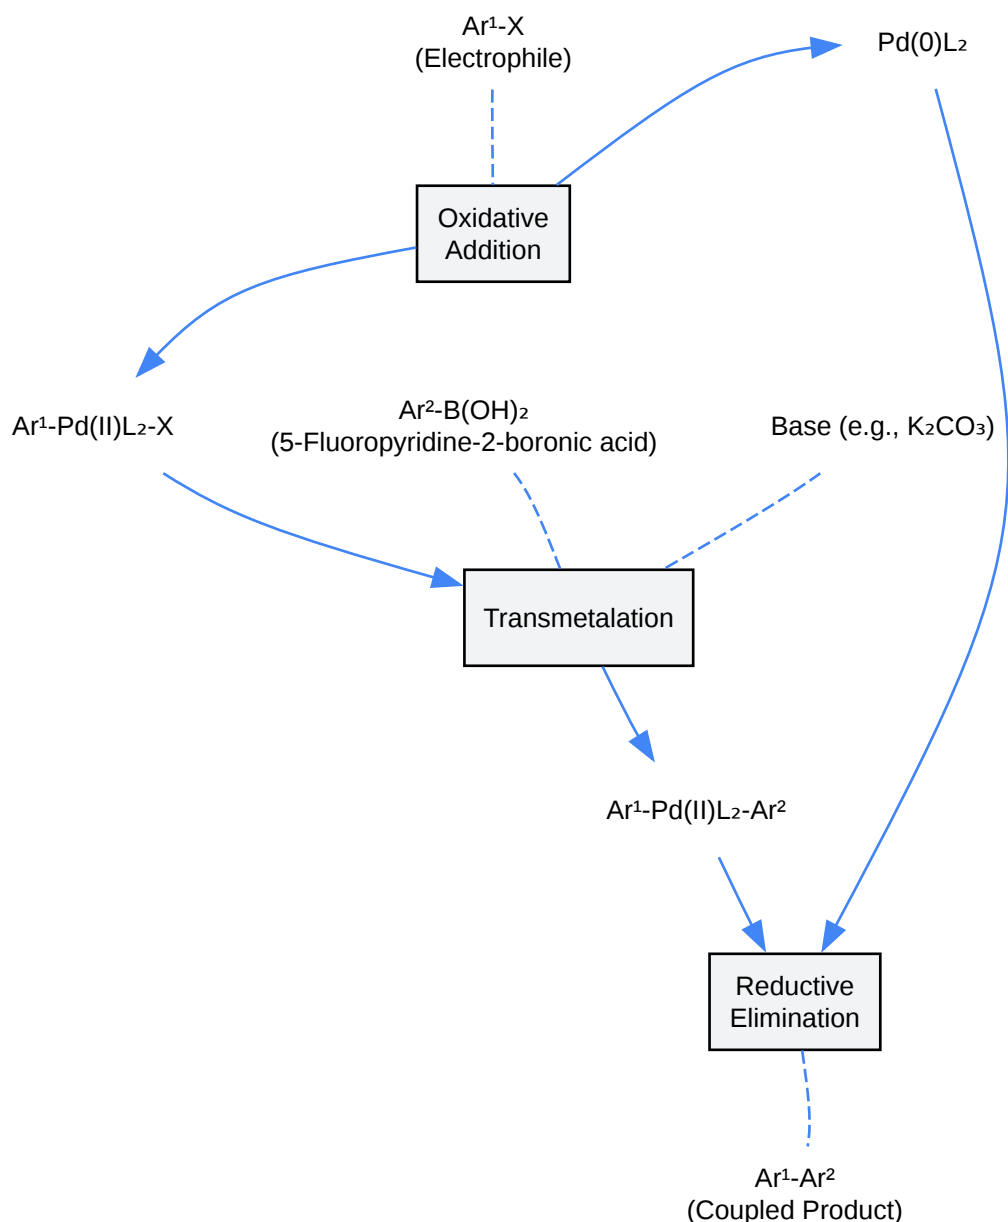 Ar¹-X
(Electrophile)
Pd(0)L₂
Oxidative
Addition
Ar¹-Pd(II)L₂-X
Ar²-B(OH)₂
(5-Fluoropyridine-2-boronic acid)
Base (e.g., K₂CO₃)
Transmetalation
Ar¹-Pd(II)L₂-Ar²
Reductive
Elimination
Ar¹-Ar²
(Coupled Product)